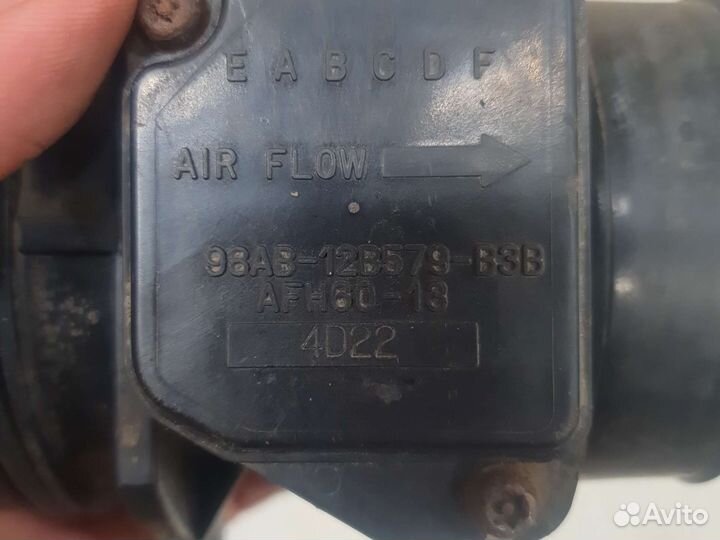 E A B C D F
AIR FLOW
98AB-12B579-B3B
AFH60-13
4D22
Avito